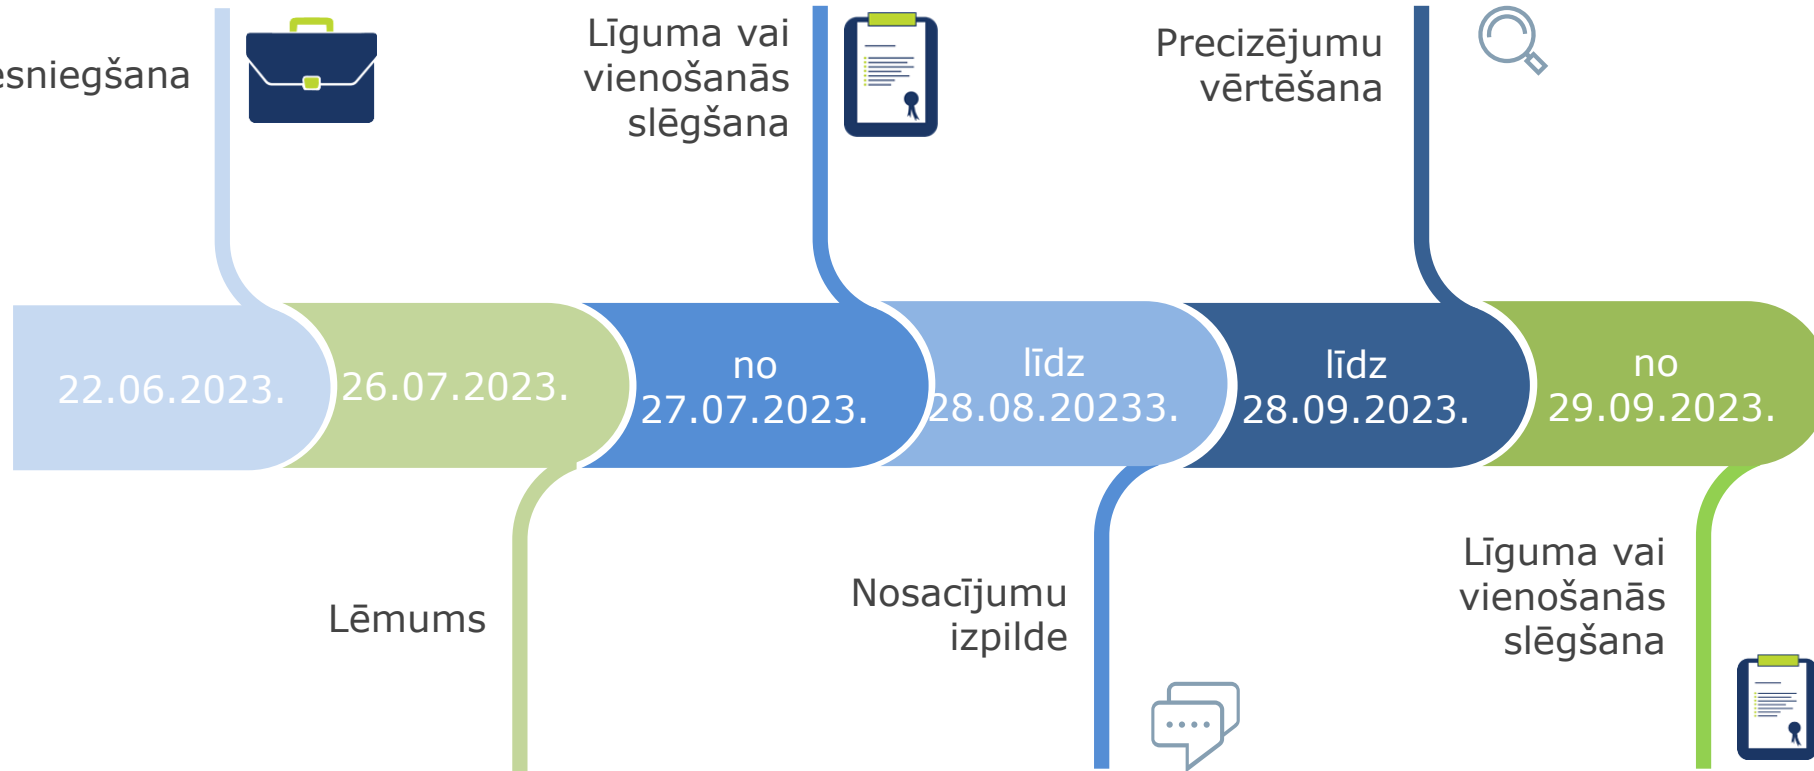 esniegšana
Līguma vai
vienošanās
slēgšana
Precizējumu
vērtēšana
22.06.2023.
26.07.2023.
no
27.07.2023.
līdz
28.08.20233.
līdz
28.09.2023.
no
29.09.2023.
Lēmums
Nosacījumu
izpilde
Līguma vai
vienošanās
slēgšana